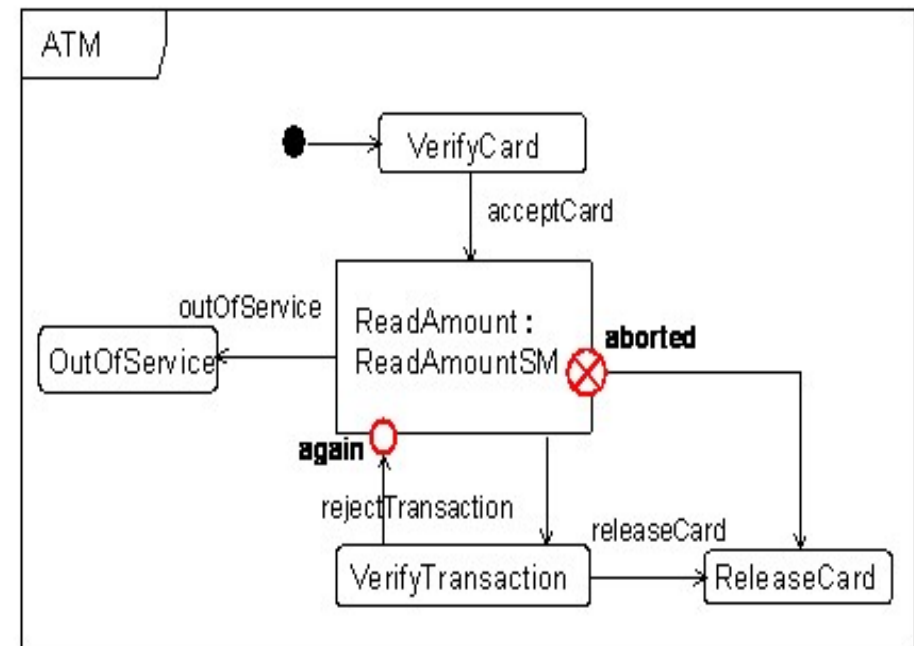 ATM
VerifyCard
acceptCard
outOfService
ReadAmount :
ReadAmountSM
aborted
OutOfService
again
rejectTransaction
releaseCard
VerifyTransaction
ReleaseCard